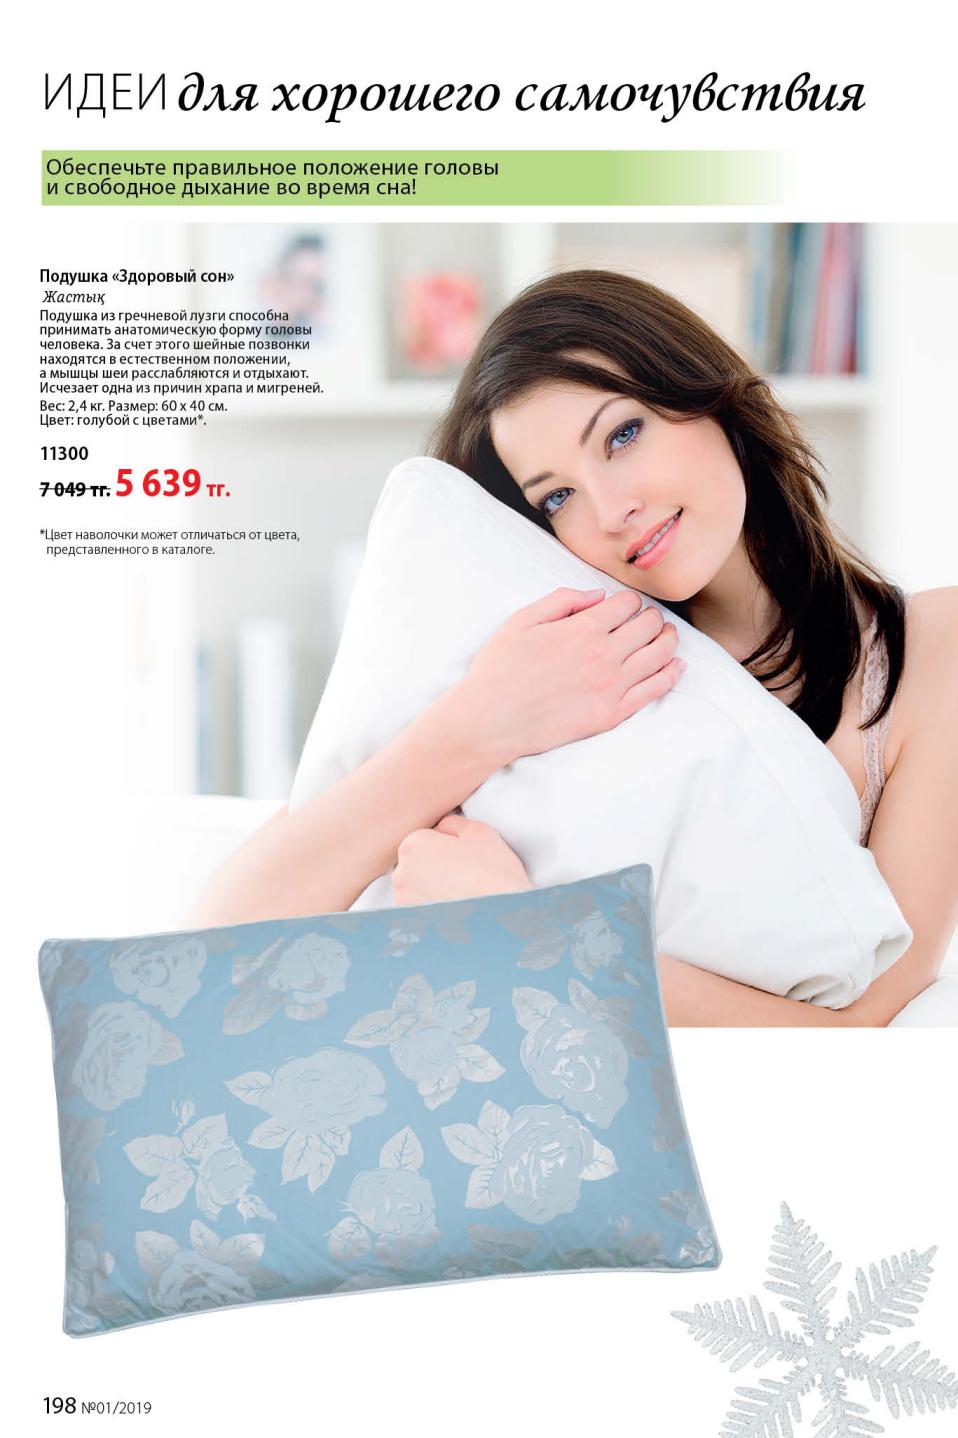 ИДЕИ для хорошего самочувствия
Обеспечьте правильное положение головы
и свободное дыхание во время сна!
Подушка «Здоровый сон»
Жастық
Подушка из гречневой лузги способна
принимать анатомическую форму головы
человека. За счет этого шейные позвонки
находятся в естественном положении,
а мышцы шеи расслабляются и отдыхают.
Исчезает одна из причин храпа и мигреней.
Вес: 2,4 кг. Размер: 60 х 40 см.
Цвет: голубой с цветами*.
11300
7 049 тг. 5 639 тг.
*Цвет наволочки может отличаться от цвета,
представленного в каталоге.
198 №01/2019